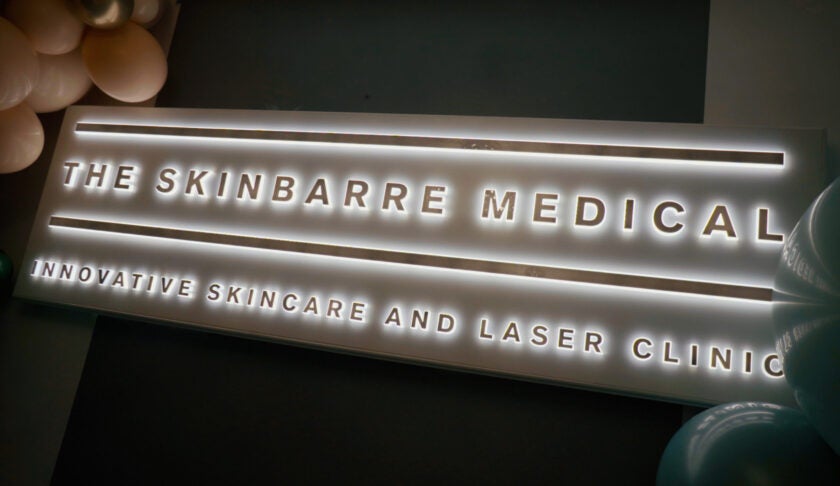 THE SKINBARRE MEDICAL
INNOVATIVE SKINCARE AND LASER CLINIC